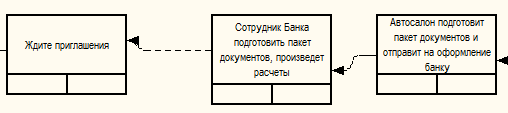 Ждите приглашения
Сотрудник Банка
подготовить пакет
документов, произведет
расчеты
Автосалон подготовит
пакет документов и
отправит на оформление
банку